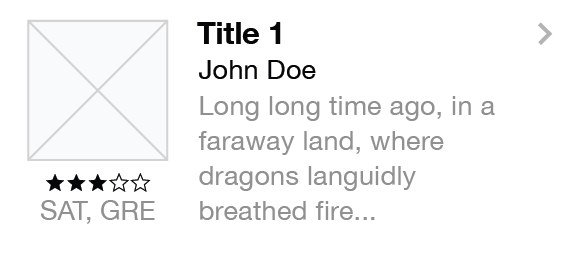 Title 1
John Doe
Long long time ago, in a
faraway land, where
dragons languidly
breathed fire...
SAT, GRE